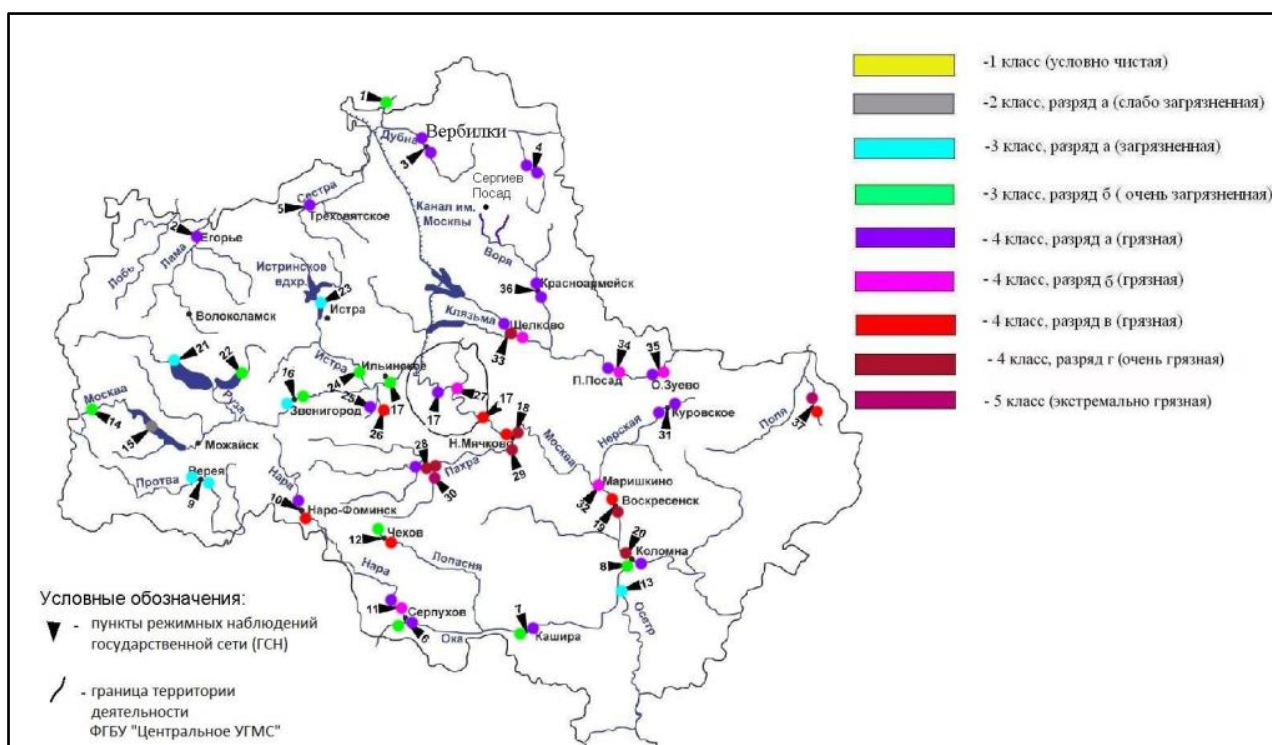 -1 класс (условно чистая)
-2 класс, разряд а (слабо загрязненная)
-3 класс, разряд а (загрязненная)
-3 класс, разряд б ( очень загрязненная)
- 4 класс, разряд а (грязная)
- 4 класс, разряд б (грязная)
- 4 класс, разряд в (грязная)
- 4 класс, разряд г (очень грязная)
- 5 класс (экстремально грязная)
1
Дубна
Вербилки
3
4
Сергиев
Посад
Сестра
5
Треховятское
Канал им.
Москвы
2
Егорье
Лобь
Лама
Воря
Истринское
вдхр.
23
Истра
36
Красноармейск
Волоколамск
Клязьма
Щелково
33
21
22
34
35
П.Посад
О.Зуево
Руза
16
Истра
Ильинское
24
Звенигород
25
17
26
17
27
17
18
Москва
14
15
Можайск
Н.Мячково
29
Москва
Нерская
31
Куровское
Поля
37
28
Пахра
30
Протва
Верея
9
Нара
10
Наро-Фоминск
Маришкино
32
Воскресенск
19
12
Чехов
Лопасня
20
Коломна
8
13
Нара
11
Серпухов
6
Ока
7
Кашира
Осетр
Условные обозначения:
- пункты режимных наблюдений
государственной сети (ГСН)
- граница территории
деятельности
ФГБУ "Центральное УГМС"